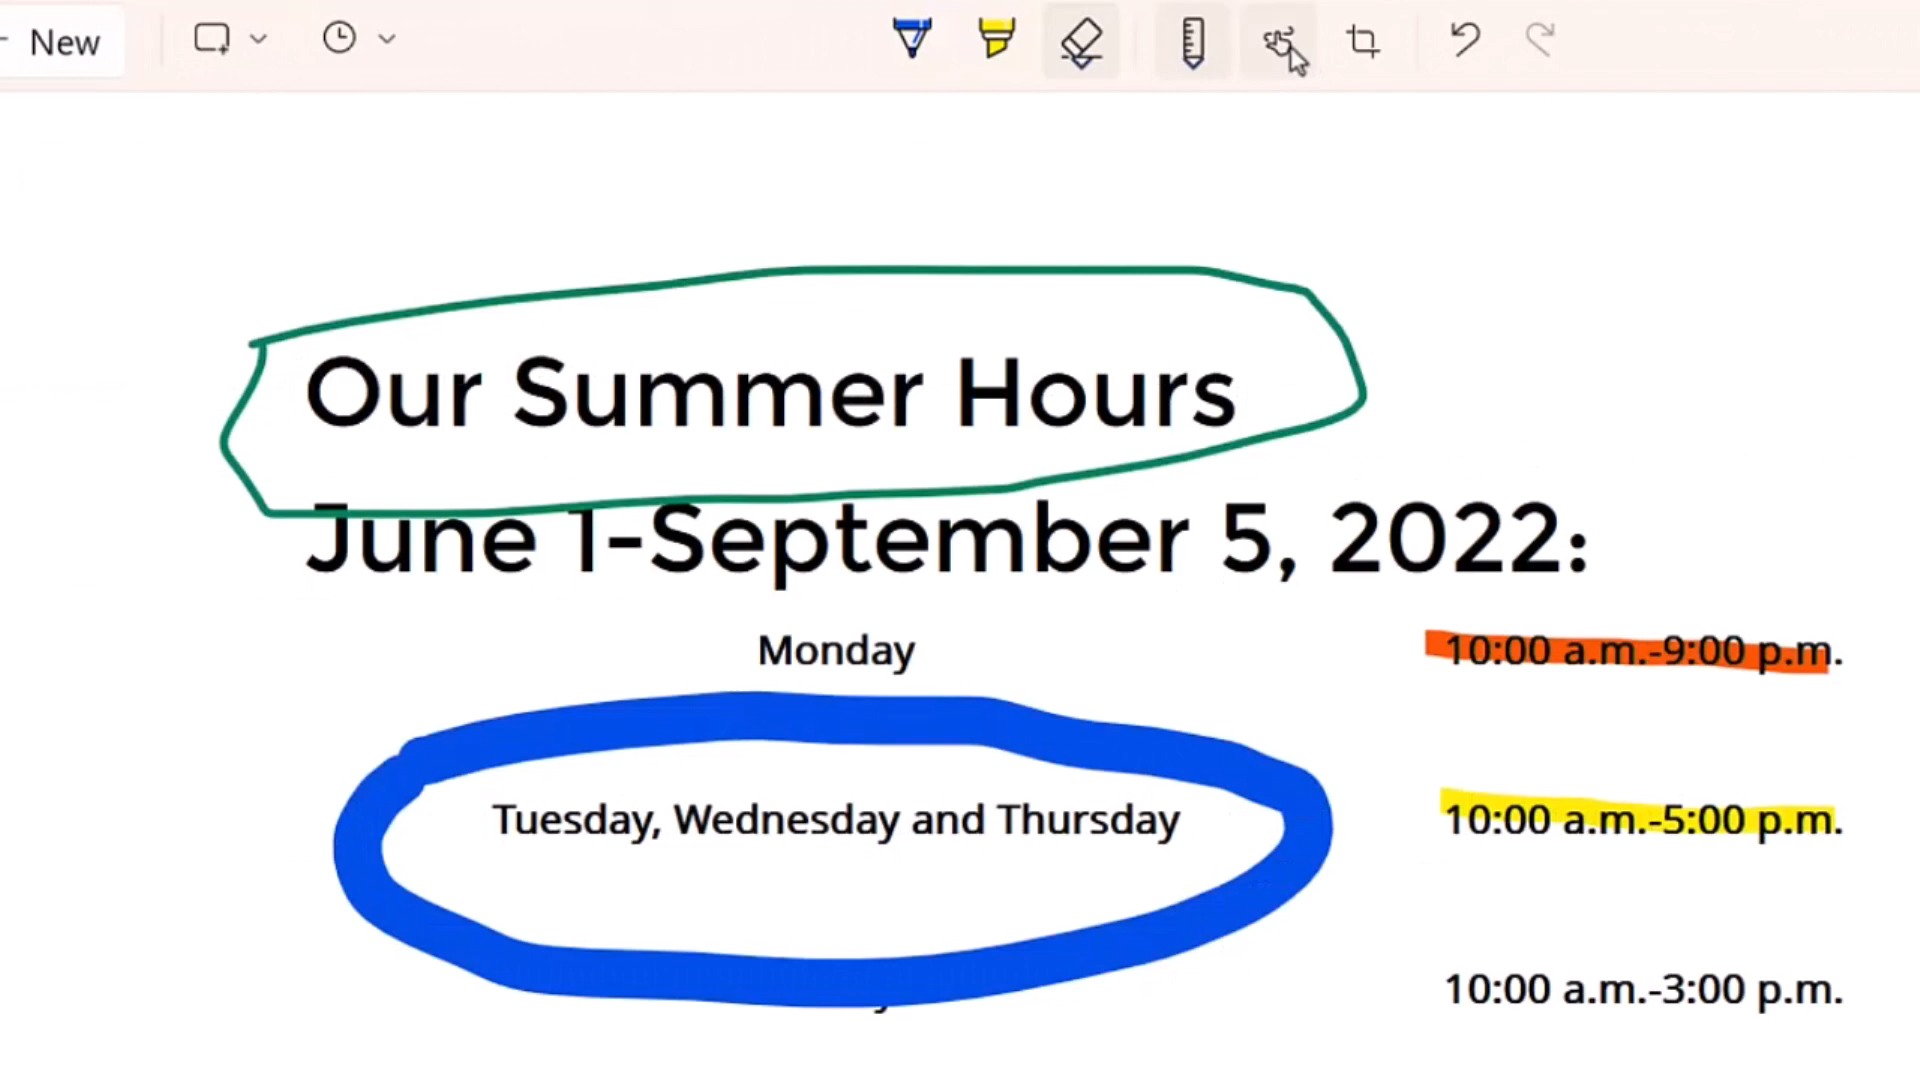 New
Our Summer Hours
June 1-September 5, 2022:
Monday 10:00 a.m.-9:00 p.m.
Tuesday, Wednesday and Thursday 10:00 a.m.-5:00 p.m.
10:00 a.m.-3:00 p.m.